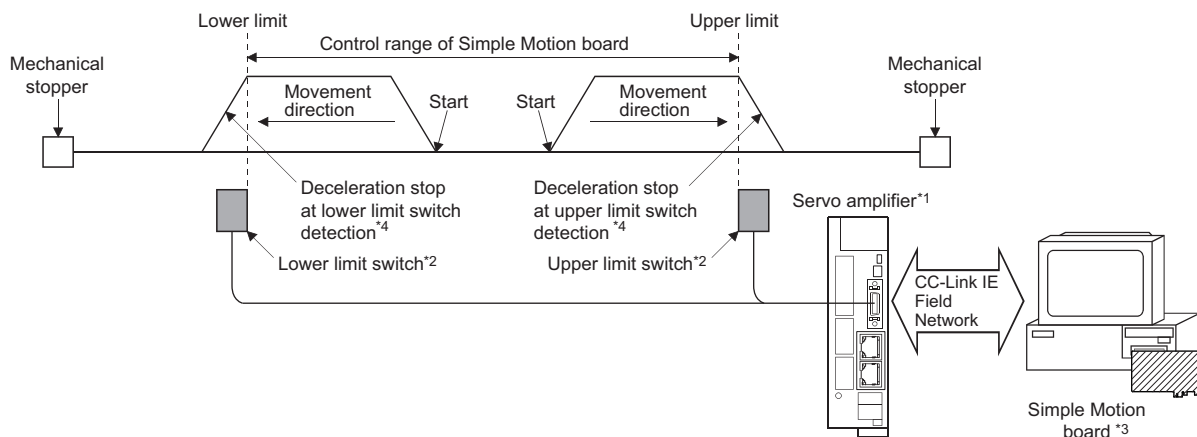 Lower limit
Upper limit
Control range of Simple Motion board
Mechanical
stopper
Movement
direction
Start
Start
Movement
direction
Mechanical
stopper
Deceleration stop
at lower limit switch
detection*4
Deceleration stop
at upper limit switch
detection*4
Servo amplifier*1
Lower limit switch*2
Upper limit switch*2
CC-Link IE
Field
Network
Simple Motion
board *3